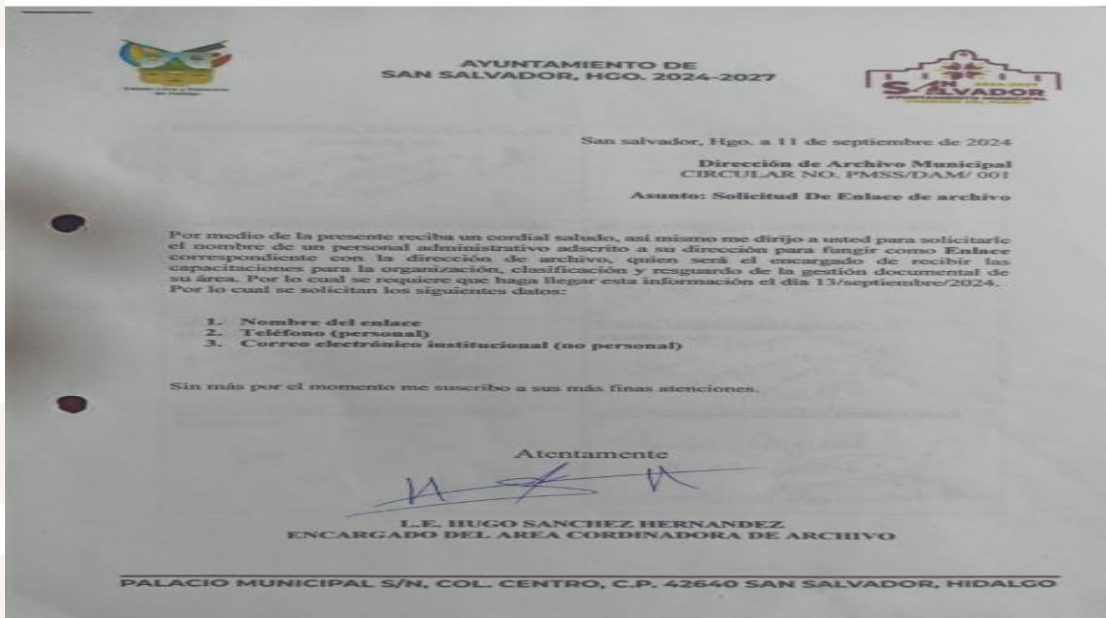 AYUNTAMIENTO DE
SAN SALVADOR, HGO. 2024-2027
2024-2027
SAN
SALVADOR
San salvador, Hgo. a 11 de septiembre de 2024
Dirección de Archivo Municipal
CIRCULAR NO. PMSS/DAM/ 001
Asunto: Solicitud De Enlace de archivo
Por medio de la presente reciba un cordial saludo, así mismo me dirijo a usted para solicitarle
el nombre de un personal administrativo adscrito a su dirección para fungir como Enlace
correspondiente con la dirección de archivo, quien será el encargado de recibir las
capacitaciones para la organización, clasificación y resguardo de la gestión documental de
su área. Por lo cual se requiere que haga llegar esta información el día 13/septiembre/2024.
Por lo cual se solicitan los siguientes datos:
1. Nombre del enlace
2. Teléfono (personal)
3. Correo electrónico institucional (no personal)
Sin más por el momento me suscribo a sus más finas atenciones.
Atentamente
L.E. HUGO SANCHEZ HERNANDEZ
ENCARGADO DEL AREA CORDINADORA DE ARCHIVO
PALACIO MUNICIPAL S/N, COL. CENTRO, C.P. 42640 SAN SALVADOR, HIDALGO